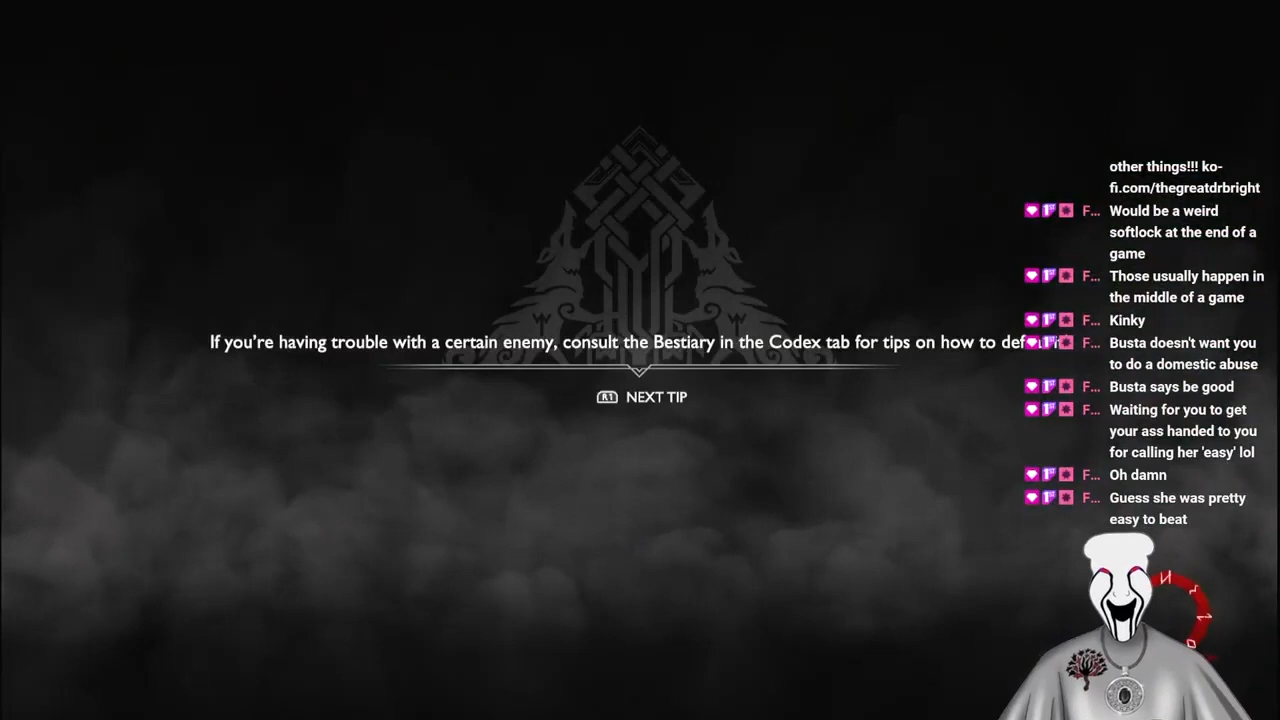 other things!!! ko-
fi.com/thegreatdrbright
F... Would be a weird
softlock at the end of a
game
F... Those usually happen in
the middle of a game
F... Kinky
If you're having trouble with a certain enemy, consult the Bestiary in the Codex tab for tips on how to
F... Busta doesn't want you
to do a domestic abuse
F... Busta says be good
R1 NEXT TIP
F... Waiting for you to get
your ass handed to you
for calling her 'easy' lol
F... Oh damn
F... Guess she was pretty
easy to beat